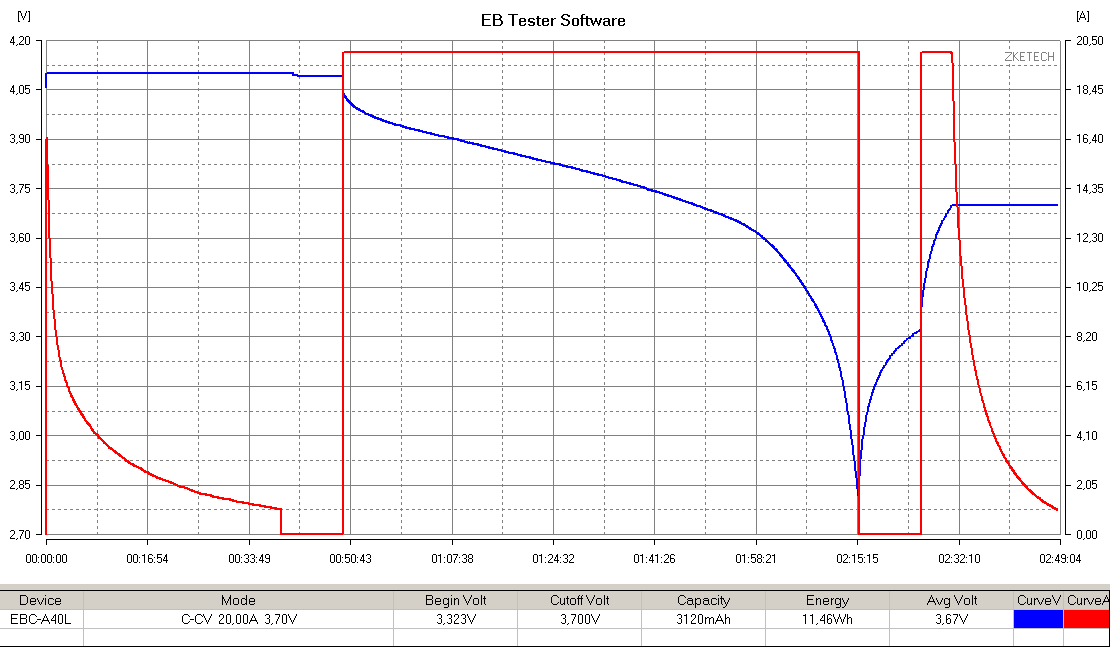 [V] EB Tester Software [A]
4,20 20,50
ZKETECH
4,05 18,45
3,90 16,40
3,75 14,35
3,60 12,30
3,45 10,25
3,30 8,20
3,15 6,15
3,00 4,10
2,85 2,05
2,70 0,00
00:00:00 00:16:54 00:33:49 00:50:43 01:07:38 01:24:32 01:41:26 01:58:21 02:15:15 02:32:10 02:49:04
Device Mode Begin Volt Cutoff Volt Capacity Energy Avg Volt CurveV CurveA
EBC-A40L C-CV 20,00A 3,70V 3,323V 3,700V 3120mAh 11,46Wh 3,67V